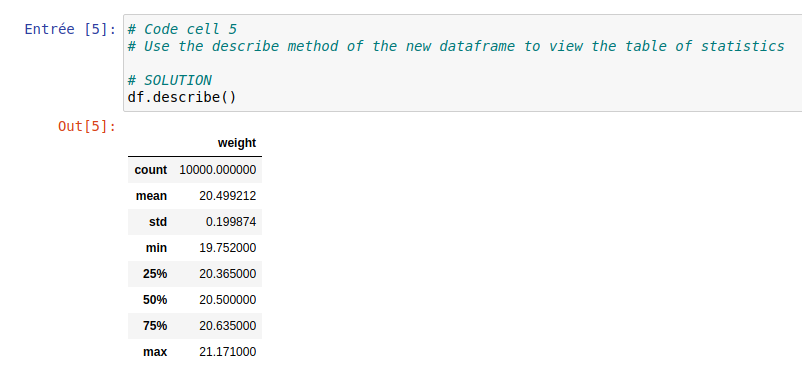 Entrée [5]: # Code cell 5
# Use the describe method of the new dataframe to view the table of statistics
# SOLUTION
df.describe()
Out[5]:
weight
count 10000.000000
mean 20.499212
std 0.199874
min 19.752000
25% 20.365000
50% 20.500000
75% 20.635000
max 21.171000